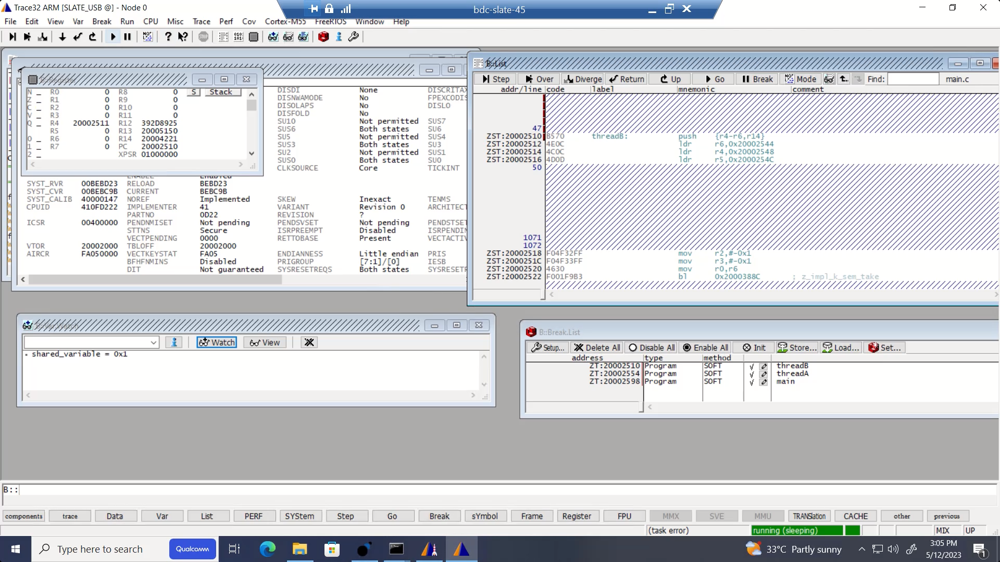 Trace32 ARM [SLATE_USB @] - Node 0
bdc-slate-45
File Edit View Var Break Run CPU Misc Trace Perf Cov Cortex-M55 FreeRTOS Window Help
B::Register
N _ R0 0 R8 0 S Stack
Z _ R1 0 R9 0
C _ R2 0 R10 0
V _ R3 0 R11 0
Q _ R4 20002511 R12 392D8925
R5 0 R13 20005150
0 _ R6 0 R14 20004221
1 _ R7 0 PC 20002510
2 _ XPSR 01000000
DISDI None DISCRITAX
DISNWAMODE No FPEXCODIS
DISOLAPS No DISLO
DISFOLD No
SU10 Not permitted SUS7
SUS6 Both states SU6
SU5 Not permitted SUS4
SUS3 Both states SU3
SU2 Not permitted SUS1
SUS0 Both states SU0
CLKSOURCE Core TICKINT
ENABLE Enabled
SYST_RVR 00BEBD23 RELOAD BEBD23
SYST_CVR 00BEBC9B CURRENT BEBC9B
SYST_CALIB 40000147 NOREF Implemented SKEW Inexact TENMS
CPUID 410FD222 IMPLEMENTER 41 VARIANT Revision 0 ARCHITECT
PARTNO 0D22 REVISION ?
ICSR 00400000 PENDNMISET Not pending PENDSVSET Not pending PENDSTSET
STTNS Secure ISRPREEMPT Disabled ISRPENDIN
VECTPENDING 0000 RETTOBASE Present VECTACTIV
VTOR 20002000 TBLOFF 20002000
AIRCR FA050000 VECTKEYSTAT FA05 ENDIANNESS Little endian PRIS
BFHFNMINS Disabled PRIGROUP [7:1]/[0] IESB
DIT Not guaranteed SYSRESETREQS Both states SYSRESETR
B::List
Step Over Diverge Return Up Go Break Mode Find: main.c
addr/line code label mnemonic comment
47
ZST:20002510 B570 threadB: push {r4-r6,r14}
ZST:20002512 4E0C ldr r6,0x20002544
ZST:20002514 4C0C ldr r4,0x20002548
ZST:20002516 4D0D ldr r5,0x2000254C
50
1071
1072
ZST:20002518 F04F32FF mov r2,#-0x1
ZST:2000251C F04F33FF mov r3,#-0x1
ZST:20002520 4630 mov r0,r6
ZST:20002522 F001F9B3 bl 0x2000388C ; z_impl_k_sem_take
B::Var.Watch
Watch View
shared_variable = 0x1
B::Break.List
Setup... Delete All Disable All Enable All Init Store... Load... Set...
address type method
ZT:20002510 Program SOFT √ threadB
ZT:20002554 Program SOFT √ threadA
ZT:20002598 Program SOFT √ main
B::
components trace Data Var List PERF SYStem Step Go Break sYmbol Frame Register FPU MMX SVE MMU TRANSlation CACHE other previous
(task error) running (sleeping) MIX UP
Type here to search Qualcomm 33°C Partly sunny 3:05 PM
5/12/2023
1